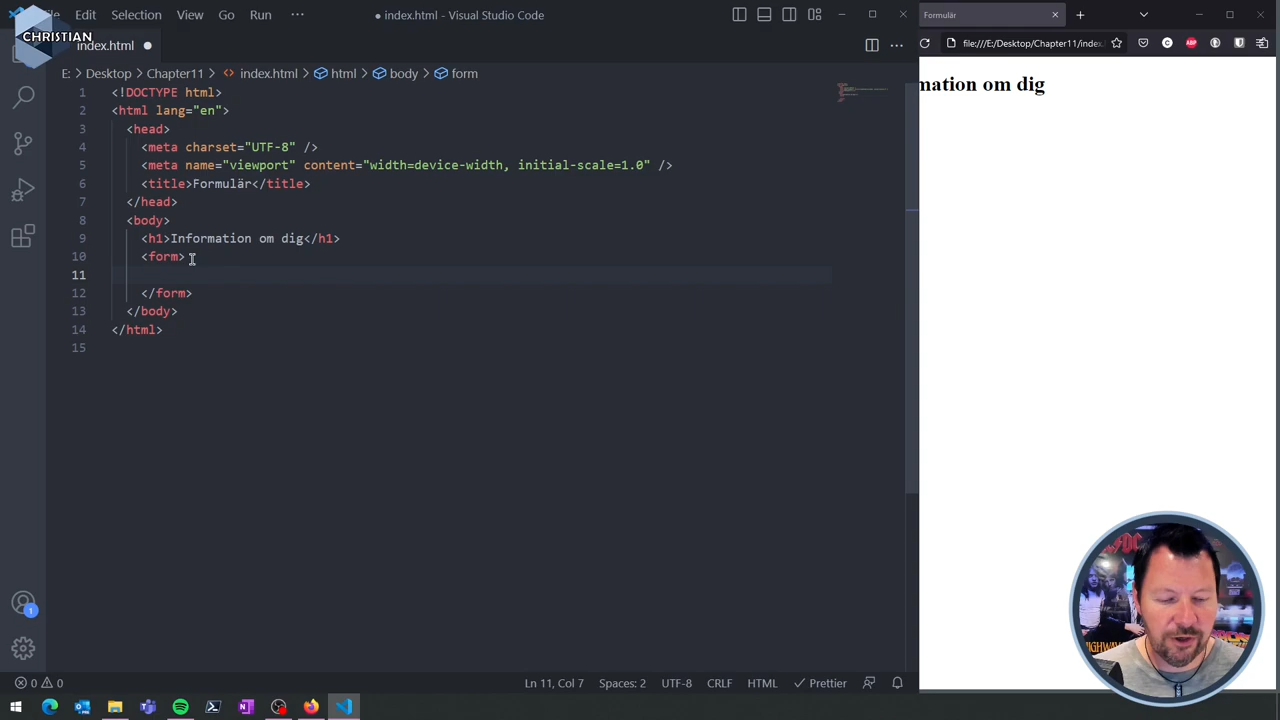 Edit Selection View Go Run ··· ● index.html - Visual Studio Code
CHRISTIAN
index.html ●
E: > Desktop > Chapter11 > index.html > html > body > form
1 <!DOCTYPE html>
2 <html lang="en">
3 <head>
4 <meta charset="UTF-8" />
5 <meta name="viewport" content="width=device-width, initial-scale=1.0" />
6 <title>Formulär</title>
7 </head>
8 <body>
9 <h1>Information om dig</h1>
10 <form>
11
12 </form>
13 </body>
14 </html>
15
1
0 0
Ln 11, Col 7 Spaces: 2 UTF-8 CRLF HTML Prettier
Formulär
file:///E:/Desktop/Chapter11/index.
ABP
mation om dig